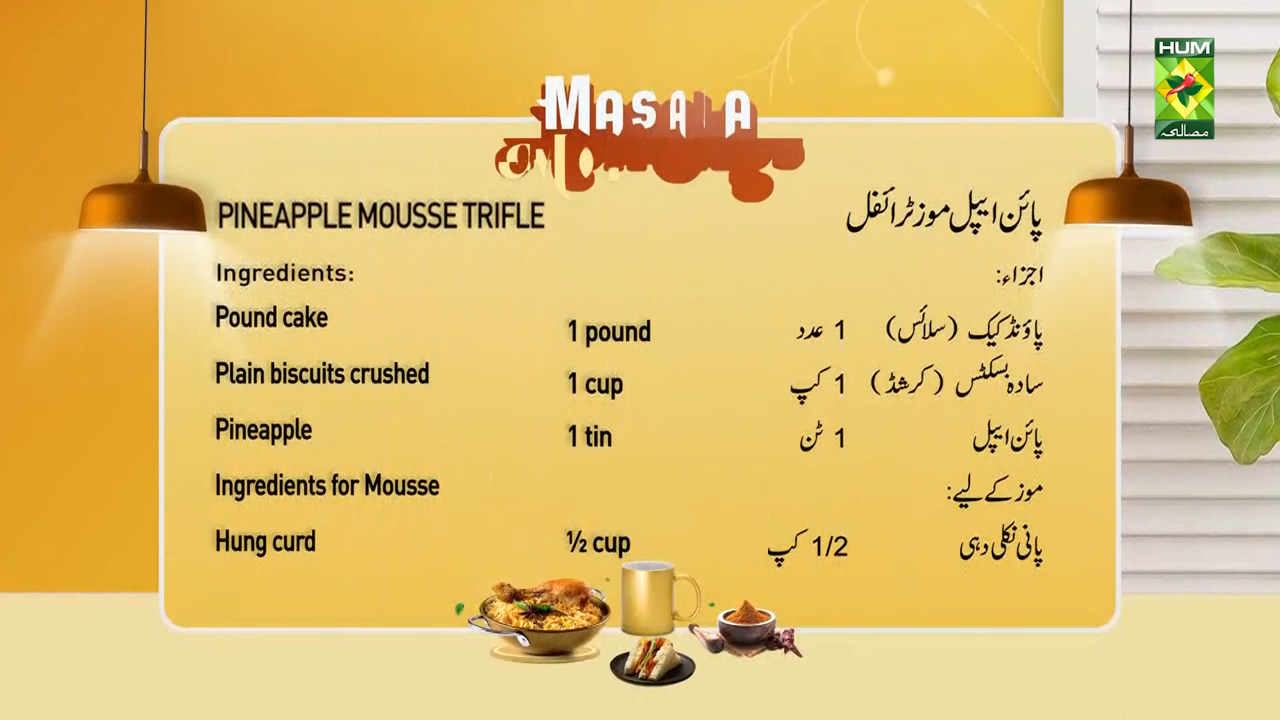 HUM
مصالحہ
MASALA
PINEAPPLE MOUSSE TRIFLE پائن ایپل موز ٹرائفل
Ingredients: اجزاء:
Pound cake 1 pound پاؤنڈ کیک (سلائس) 1 عدد
Plain biscuits crushed 1 cup سادہ بسکٹس (کرشڈ) 1 کپ
Pineapple 1 tin پائن ایپل 1 ٹن
Ingredients for Mousse موز کے لیے:
Hung curd ½ cup پانی نکلی دہی 1/2 کپ